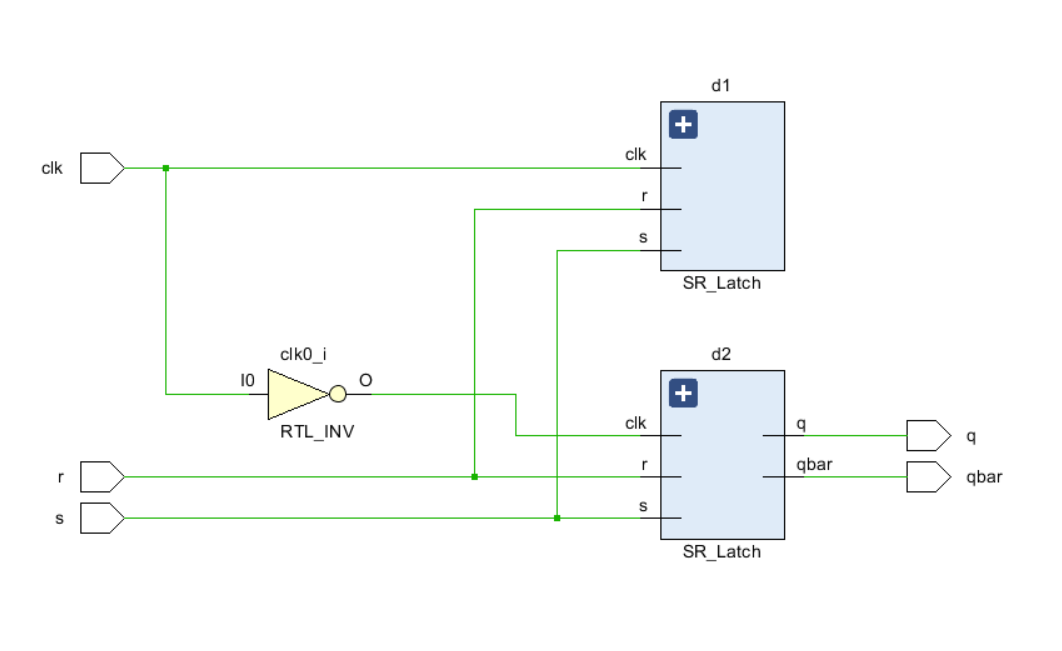 d1
clk
clk
r
s
SR_Latch
clk0_i
I0
O
RTL_INV
d2
clk
q
q
r
r
qbar
qbar
s
s
SR_Latch